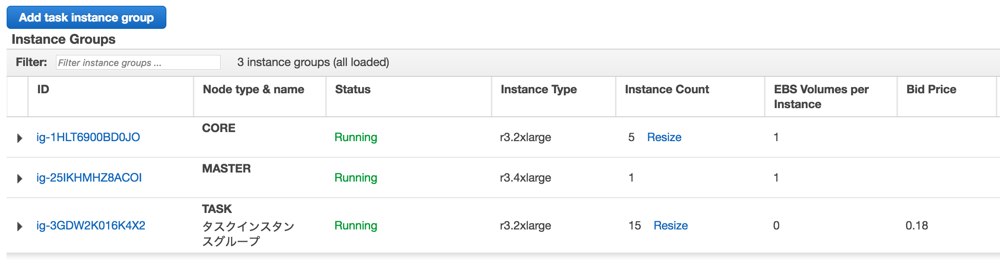 Add task instance group
Instance Groups
Filter: Filter instance groups ... 3 instance groups (all loaded)
ID Node type & name Status Instance Type Instance Count EBS Volumes per Instance Bid Price
ig-1HLT6900BD0JO CORE Running r3.2xlarge 5 Resize 1
ig-25IKHMHZ8ACOI MASTER Running r3.4xlarge 1 1
ig-3GDW2K016K4X2 TASK Running r3.2xlarge 15 Resize 0 0.18
タスクインスタン
スグループ